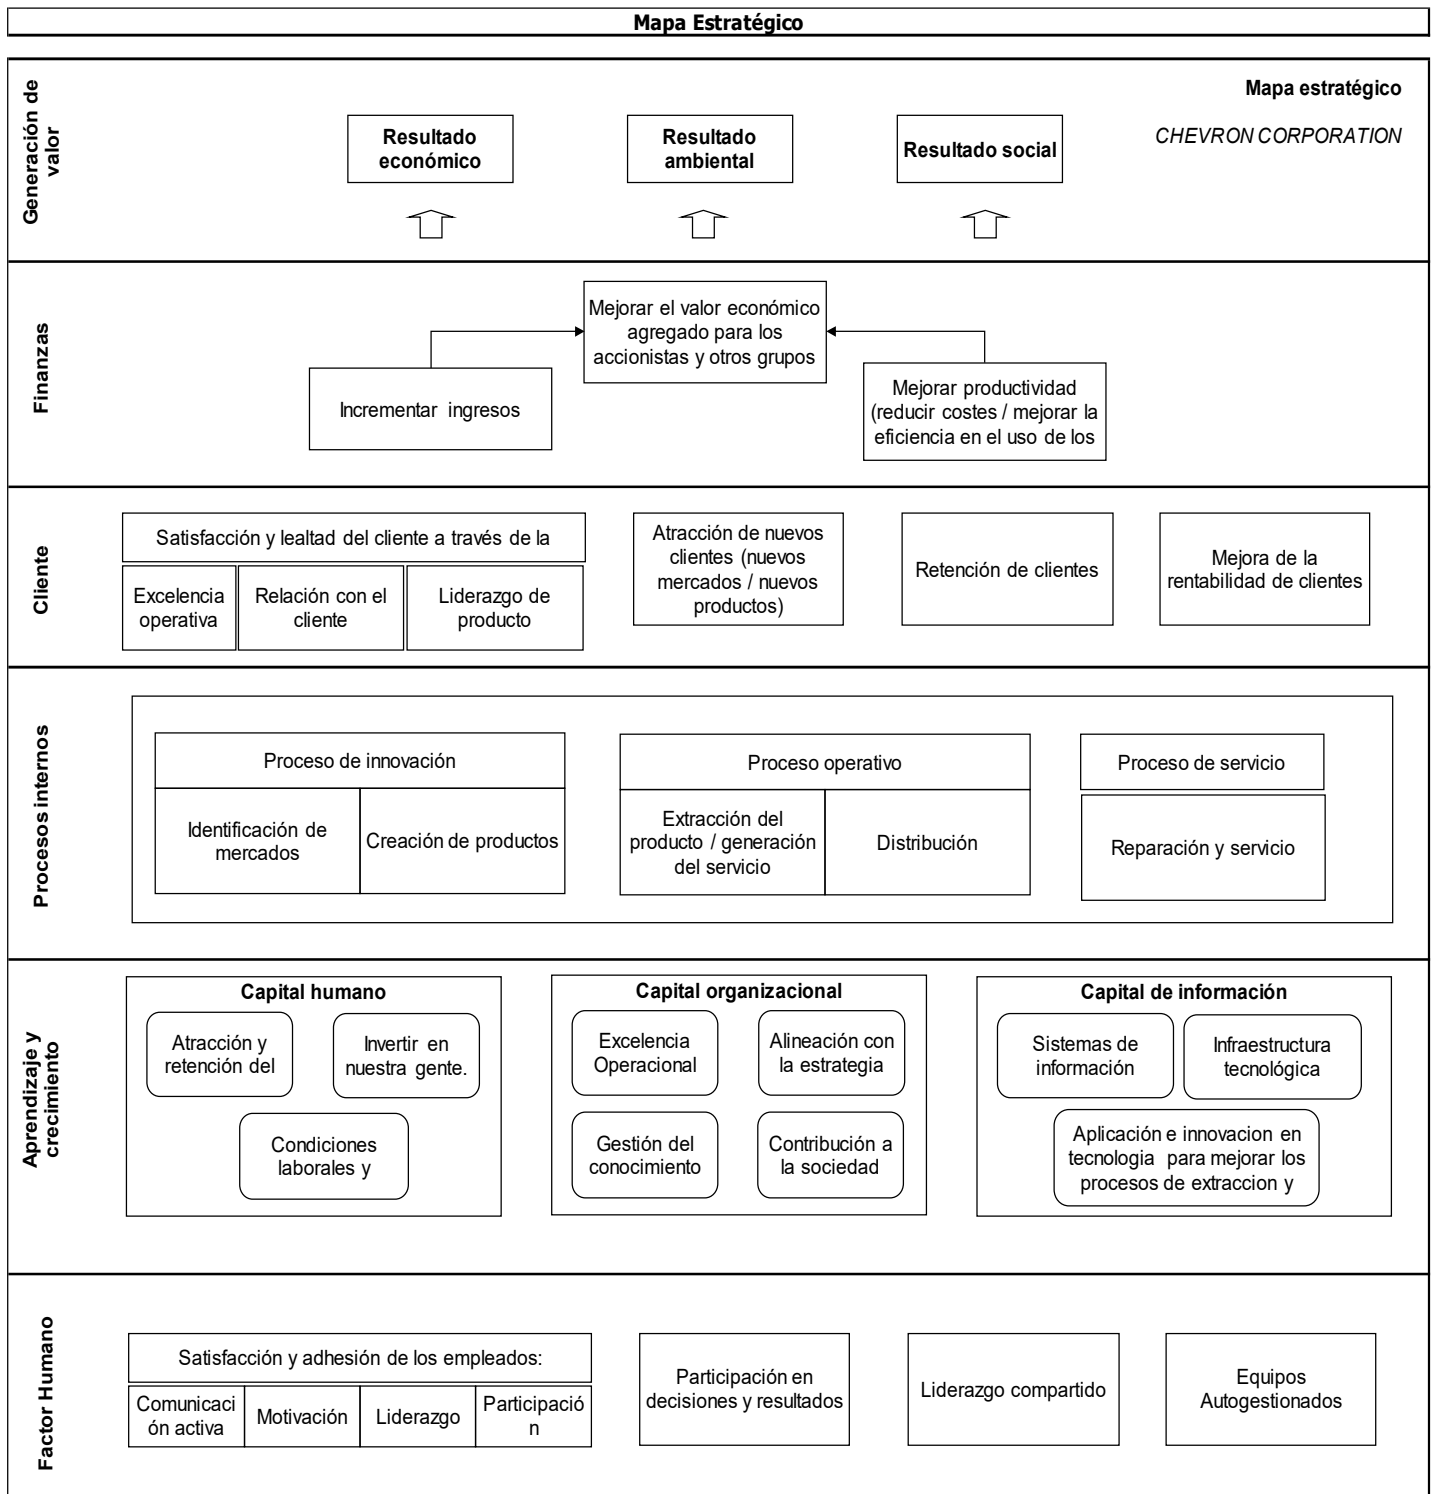 Mapa Estratégico
Generación de
valor
Mapa estratégico
CHEVRON CORPORATION
Resultado
económico
Resultado
ambiental
Resultado social
Finanzas
Mejorar el valor económico
agregado para los
accionistas y otros grupos
Incrementar ingresos
Mejorar productividad
(reducir costes / mejorar la
eficiencia en el uso de los
Cliente
Satisfacción y lealtad del cliente a través de la
Excelencia
operativa
Relación con el
cliente
Liderazgo de
producto
Atracción de nuevos
clientes (nuevos
mercados / nuevos
productos)
Retención de clientes
Mejora de la
rentabilidad de clientes
Procesos internos
Proceso de innovación
Identificación de
mercados
Creación de productos
Proceso operativo
Extracción del
producto / generación
del servicio
Distribución
Proceso de servicio
Reparación y servicio
Aprendizaje y
crecimiento
Capital humano
Atracción y
retención del
Invertir en
nuestra gente.
Condiciones
laborales y
Capital organizacional
Excelencia
Operacional
Alineación con
la estrategia
Gestión del
conocimiento
Contribución a
la sociedad
Capital de información
Sistemas de
información
Infraestructura
tecnológica
Aplicación e innovacion en
tecnologia para mejorar los
procesos de extraccion y
Factor Humano
Satisfacción y adhesión de los empleados:
Comunicaci
ón activa
Motivación
Liderazgo
Participació
n
Participación en
decisiones y resultados
Liderazgo compartido
Equipos
Autogestionados